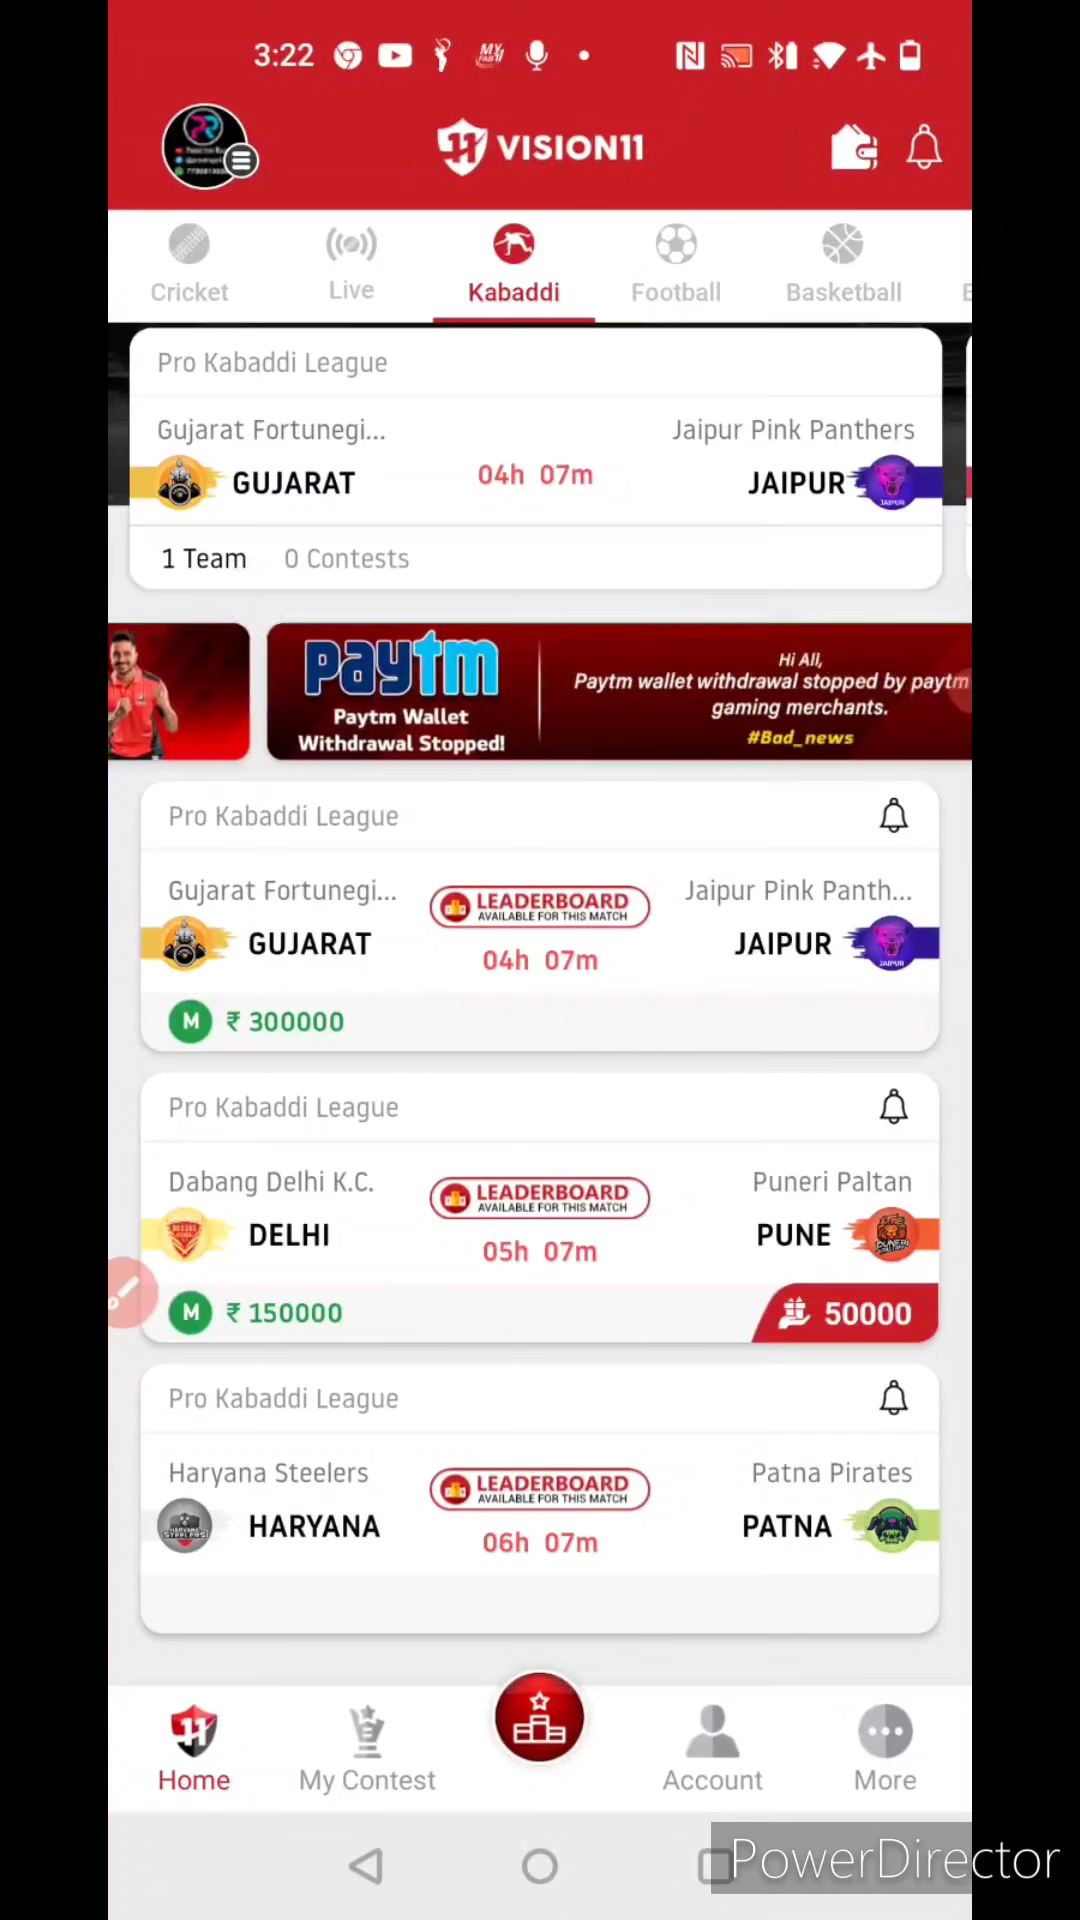 3:22
VISION11
Cricket
Live
Kabaddi
Football
Basketball
Pro Kabaddi League
Gujarat Fortunegi...
Jaipur Pink Panthers
GUJARAT
04h 07m
JAIPUR
JAIPUR
1 Team
0 Contests
paytm
Paytm Wallet
Withdrawal Stopped!
Hi All,
Paytm wallet withdrawal stopped by paytm
gaming merchants.
#Bad_news
Pro Kabaddi League
Gujarat Fortunegi...
LEADERBOARD
AVAILABLE FOR THIS MATCH
Jaipur Pink Panth...
GUJARAT
04h 07m
JAIPUR
JAIPUR
M ₹ 300000
Pro Kabaddi League
Dabang Delhi K.C.
LEADERBOARD
AVAILABLE FOR THIS MATCH
Puneri Paltan
DELHI
05h 07m
PUNE
M ₹ 150000
50000
Pro Kabaddi League
Haryana Steelers
LEADERBOARD
AVAILABLE FOR THIS MATCH
Patna Pirates
HARYANA
06h 07m
PATNA
Home
My Contest
Account
More
PowerDirector